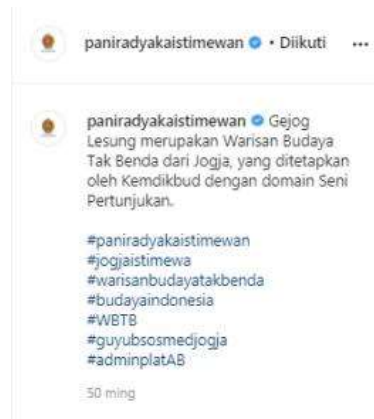 paniradyakaistimewan • Diikuti ...
paniradyakaistimewan Gejog
Lesung merupakan Warisan Budaya
Tak Benda dari Jogja, yang ditetapkan
oleh Kemdikbud dengan domain Seni
Pertunjukan.
#paniradyakaistimewan
#jogjaistimewa
#warisanbudayatakbenda
#budayaindonesia
#WBTB
#guyubsosmedjogja
#adminplatAB
50 ming